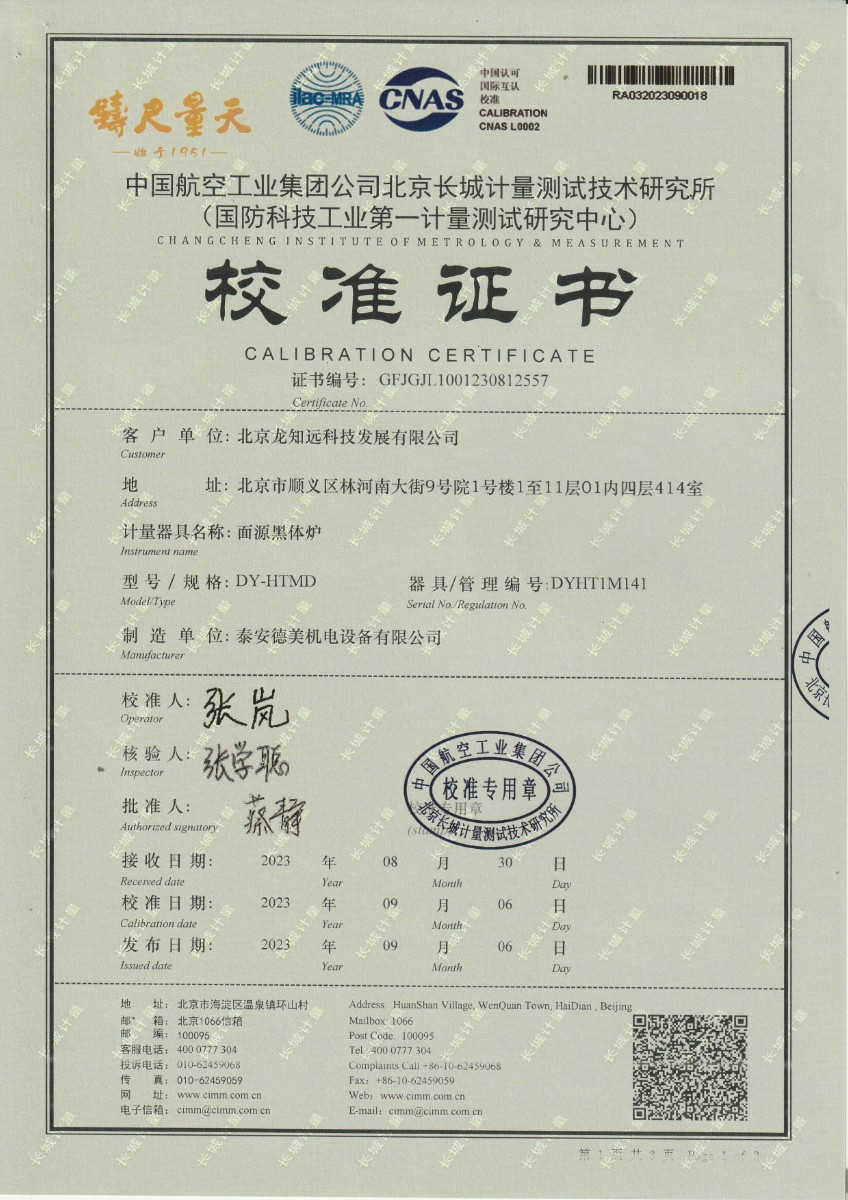 鑄尺量天
始于1951
ilac-MRA
CNAS
中国认可
国际互认
校准
CALIBRATION
CNAS L0002
RA032023090018
中国航空工业集团公司北京长城计量测试技术研究所
（国防科技工业第一计量测试研究中心）
CHANGCHENG INSTITUTE OF METROLOGY & MEASUREMENT
校准证书
CALIBRATION CERTIFICATE
证书编号： GFJGJL1001230812557
Certificate No.
客户单位: 北京龙知远科技发展有限公司
Customer
地址: 北京市顺义区林河南大街9号院1号楼1至11层01内四层414室
Address
计量器具名称: 面源黑体炉
Instrument name
型号/规格: DY-HTMD 器具/管理编号: DYHT1M141
Model/Type Serial No./Regulation No.
制造单位: 泰安德美机电设备有限公司
Manufacturer
校准人: 张岚
Operator
核验人: 张学聪
Inspector
批准人: 蔡静
Authorized signatory
中国航空工业集团公司
校准专用章
北京长城计量测试技术研究所
接收日期: 2023 年 08 月 30 日
Received date Year Month Day
校准日期: 2023 年 09 月 06 日
Calibration date Year Month Day
发布日期: 2023 年 09 月 06 日
Issued date Year Month Day
地址: 北京市海淀区温泉镇环山村 Address: HuanShan Village, WenQuan Town, HaiDian , Beijing
邮箱: 北京1066信箱 Mailbox: 1066
邮编: 100095 Post Code: 100095
客服电话: 400 0777 304 Tel: 400 0777 304
投诉电话: 010-62459068 Complaints Call:+86-10-62459068
传真: 010-62459059 Fax: +86-10-62459059
网址: www.cimm.com.cn Web: www.cimm.com.cn
电子信箱: cimm@cimm.com.cn E-mail: cimm@cimm.com.cn
第 1 页 共 3 页 Page 1 of 3